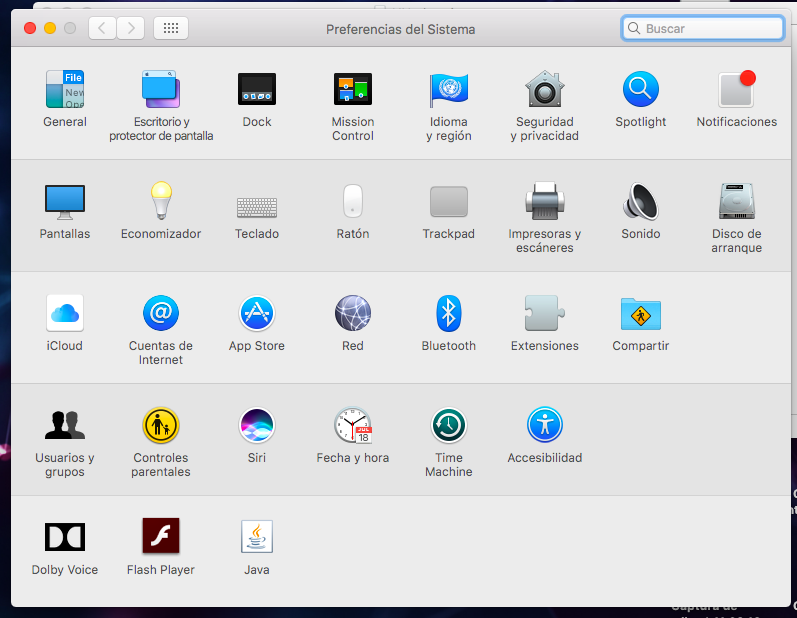 Preferencias del Sistema
Buscar
File
New
Ope
General
Escritorio y
protector de pantalla
Dock
Mission
Control
Idioma
y región
Seguridad
y privacidad
Spotlight
Notificaciones
Pantallas
Economizador
Teclado
Ratón
Trackpad
Impresoras y
escáneres
Sonido
Disco de
arranque
iCloud
@
Cuentas de
Internet
App Store
Red
Bluetooth
Extensiones
Compartir
Usuarios y
grupos
Controles
parentales
Siri
JUL
18
Fecha y hora
Time
Machine
Accesibilidad
Dolby Voice
Flash Player
Java
Captura de